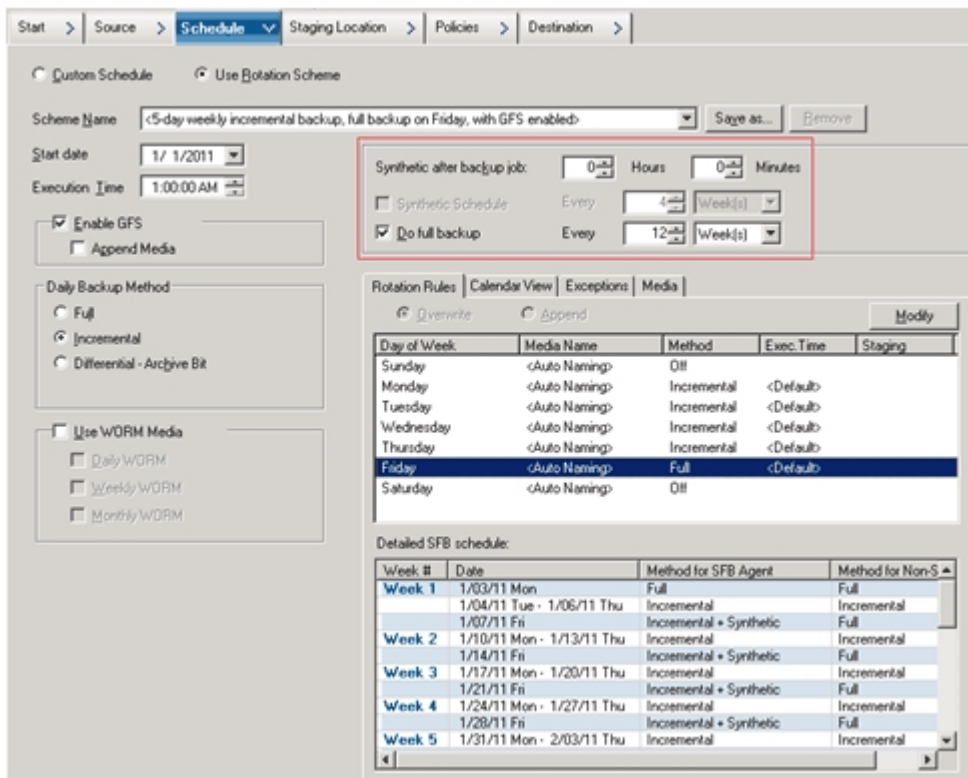 Start > Source > Schedule Staging Location > Policies > Destination >
Custom Schedule Use Rotation Scheme
Scheme Name <5-day weekly incremental backup, full backup on Friday, with GFS enabled> Save as... Remove
Start date 1/ 1/2011
Execution Time 1:00:00 AM
Synthetic after backup job: 0 Hours 0 Minutes
Synthetic Schedule Every 4 Week(s)
Do full backup Every 12 Week(s)
Enable GFS
Append Media
Daily Backup Method
Full
Incremental
Differential - Archive Bit
Use WORM Media
Daily WORM
Weekly WORM
Monthly WORM
Rotation Rules Calendar View Exceptions Media
Overwrite Append Modify
Day of Week Media Name Method Exec.Time Staging
Sunday <Auto Naming> Off
Monday <Auto Naming> Incremental <Default>
Tuesday <Auto Naming> Incremental <Default>
Wednesday <Auto Naming> Incremental <Default>
Thursday <Auto Naming> Incremental <Default>
Friday <Auto Naming> Full <Default>
Saturday <Auto Naming> Off
Detailed SFB schedule:
Week # Date Method for SFB Agent Method for Non-S
Week 1 1/03/11 Mon Full Full
1/04/11 Tue - 1/06/11 Thu Incremental Incremental
1/07/11 Fri Incremental + Synthetic Full
Week 2 1/10/11 Mon - 1/13/11 Thu Incremental Incremental
1/14/11 Fri Incremental + Synthetic Full
Week 3 1/17/11 Mon - 1/20/11 Thu Incremental Incremental
1/21/11 Fri Incremental + Synthetic Full
Week 4 1/24/11 Mon - 1/27/11 Thu Incremental Incremental
1/28/11 Fri Incremental + Synthetic Full
Week 5 1/31/11 Mon - 2/03/11 Thu Incremental Incremental